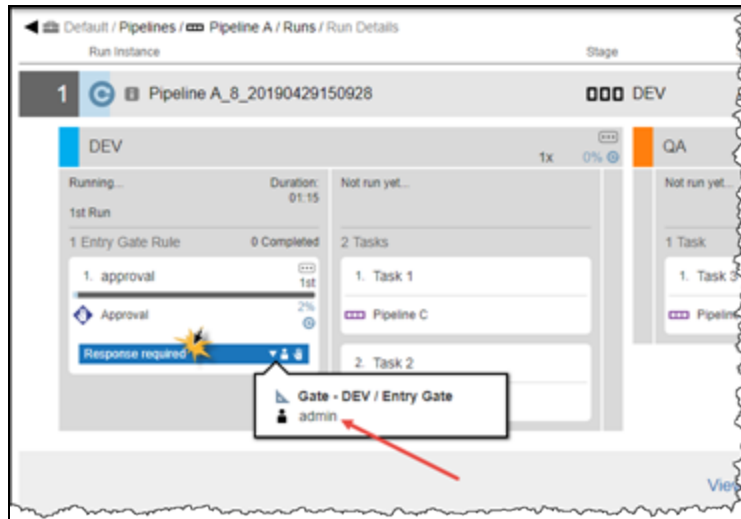 Default / Pipelines / Pipeline A / Runs / Run Details
Run Instance Stage
1 Pipeline A_8_20190429150928 DEV
DEV 1x 0% QA
Running... Duration: 01:15
1st Run
Not run yet...
Not run yet...
1 Entry Gate Rule 0 Completed
2 Tasks
1 Task
1. approval 1st
Approval 2%
Response required
1. Task 1
Pipeline C
2. Task 2
1. Task 3
Gate - DEV / Entry Gate
admin